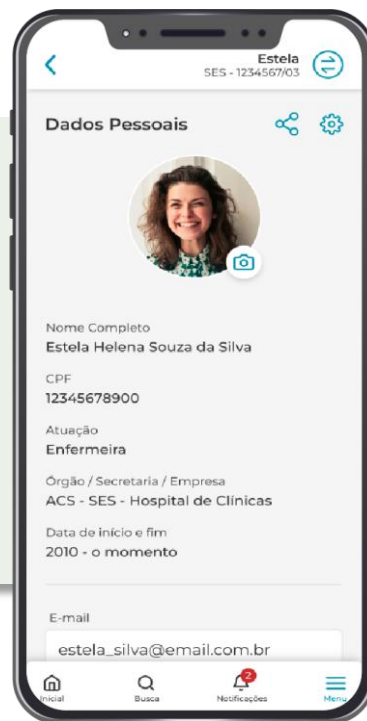 Estela
SES - 1234567/03
Dados Pessoais
Nome Completo
Estela Helena Souza da Silva
CPF
12345678900
Atuação
Enfermeira
Órgão / Secretaria / Empresa
ACS - SES - Hospital de Clínicas
Data de início e fim
2010 - o momento
E-mail
estela_silva@email.com.br
2
Inicial Busca Notificações Menu